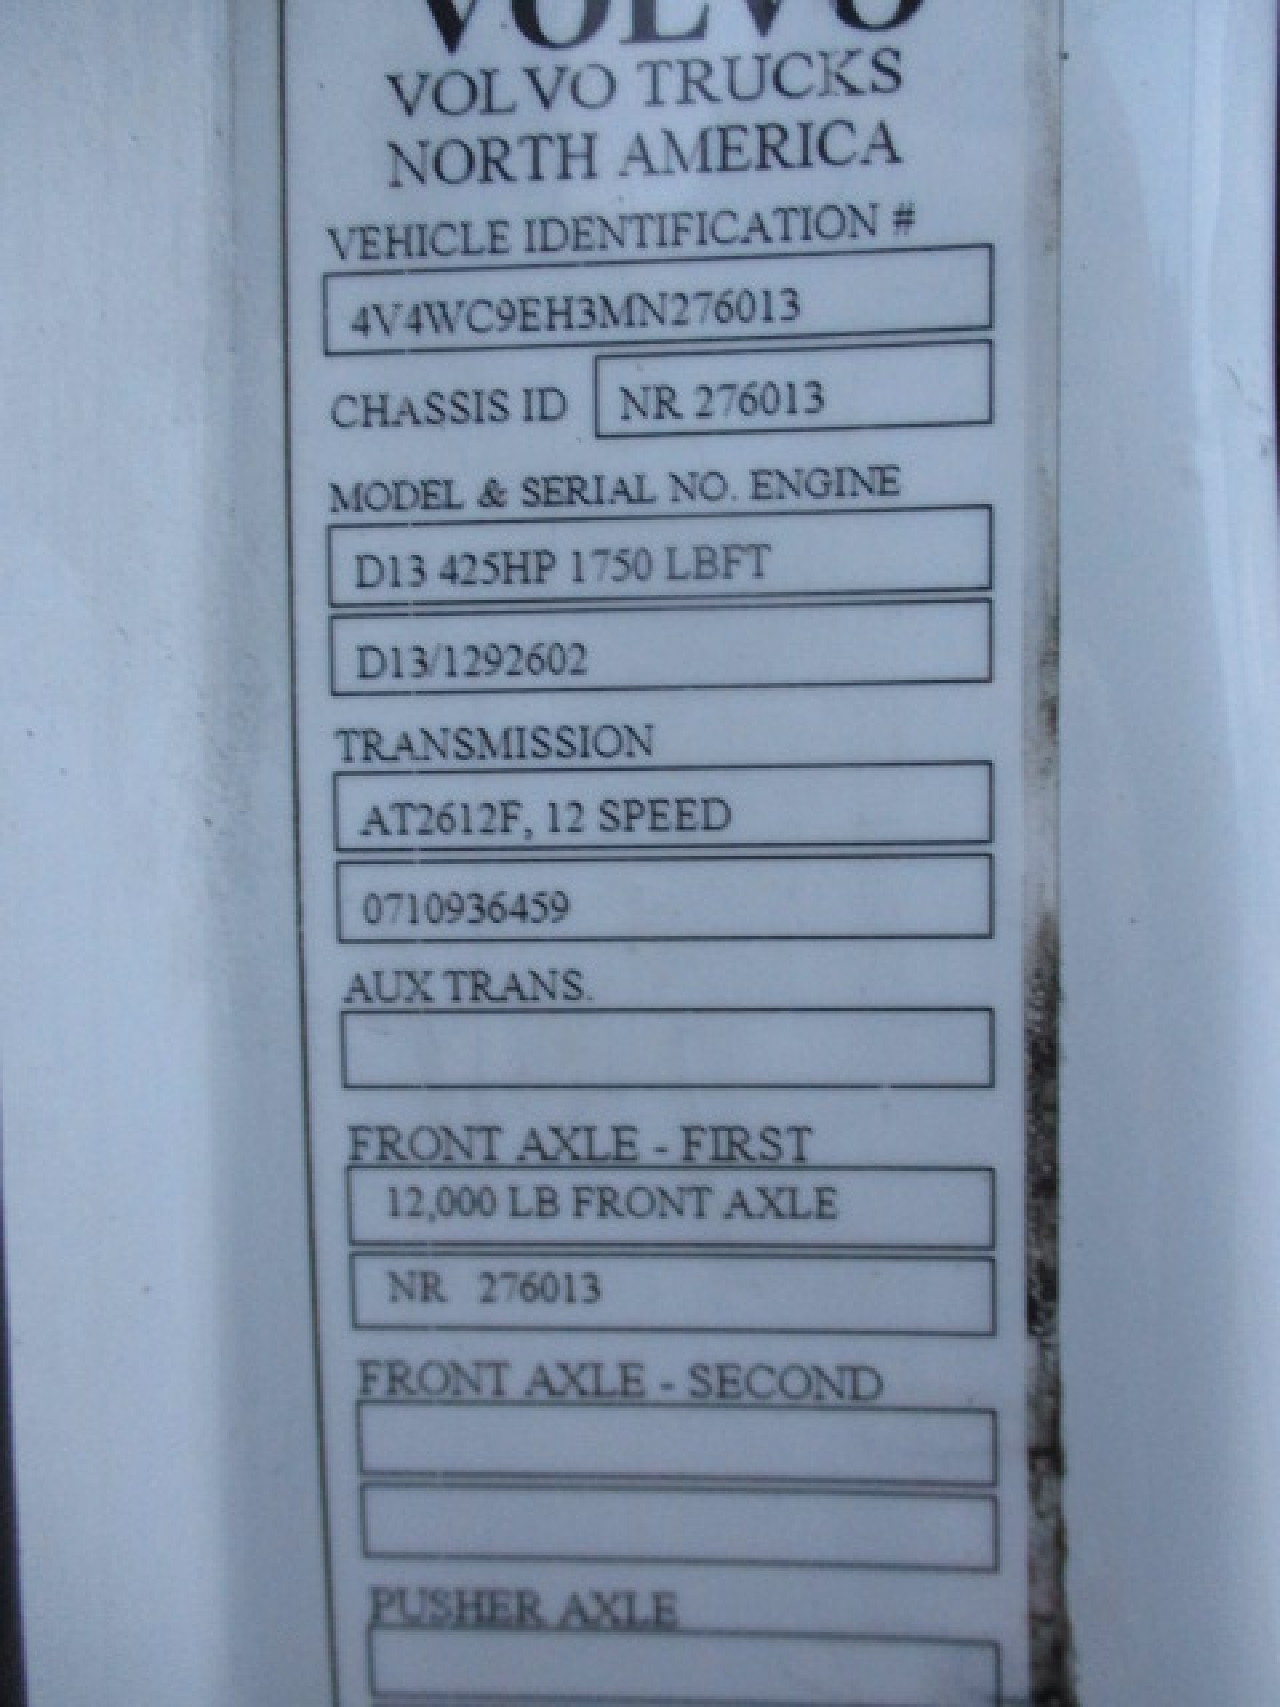 VOLVO
VOLVO TRUCKS
NORTH AMERICA
VEHICLE IDENTIFICATION #
4V4WC9EH3MN276013
CHASSIS ID NR 276013
MODEL & SERIAL NO. ENGINE
D13 425HP 1750 LBFT
D13/1292602
TRANSMISSION
AT2612F, 12 SPEED
0710936459
AUX TRANS.
FRONT AXLE - FIRST
12,000 LB FRONT AXLE
NR 276013
FRONT AXLE - SECOND
PUSHER AXLE